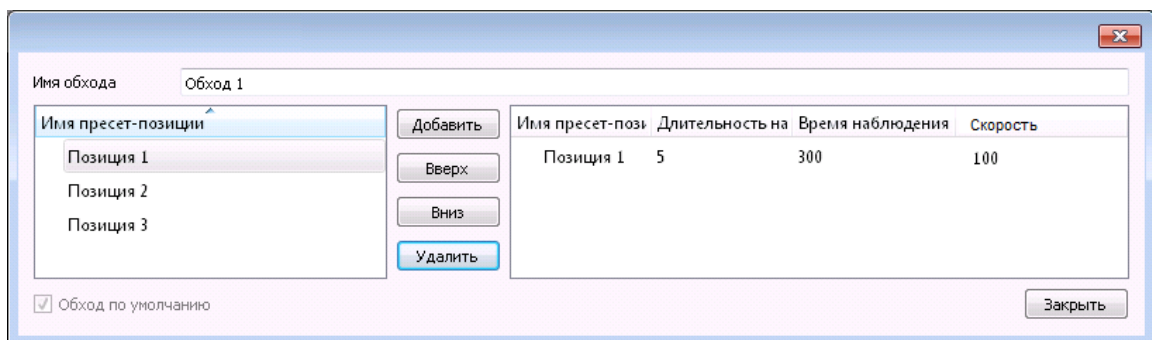 Имя обхода Обход 1
Имя пресет-позиции Добавить Имя пресет-пози Длительность на Время наблюдения Скорость
Позиция 1 Вверх Позиция 1 5 300 100
Позиция 2
Позиция 3 Вниз
Удалить
Обход по умолчанию Закрыть